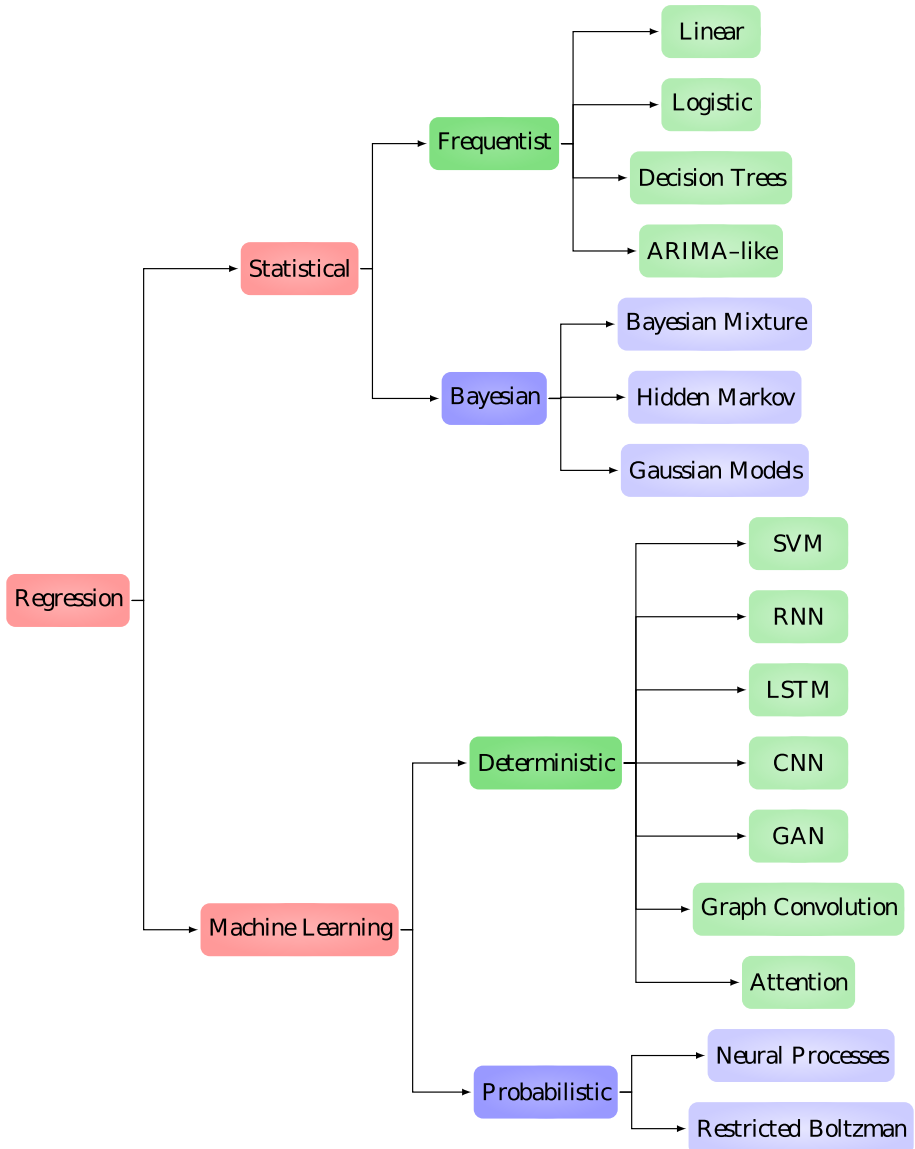 Linear
Logistic
Frequentist
Decision Trees
ARIMA–like
Statistical
Bayesian Mixture
Bayesian
Hidden Markov
Gaussian Models
SVM
Regression
RNN
LSTM
Deterministic
CNN
GAN
Graph Convolution
Machine Learning
Attention
Neural Processes
Probabilistic
Restricted Boltzman